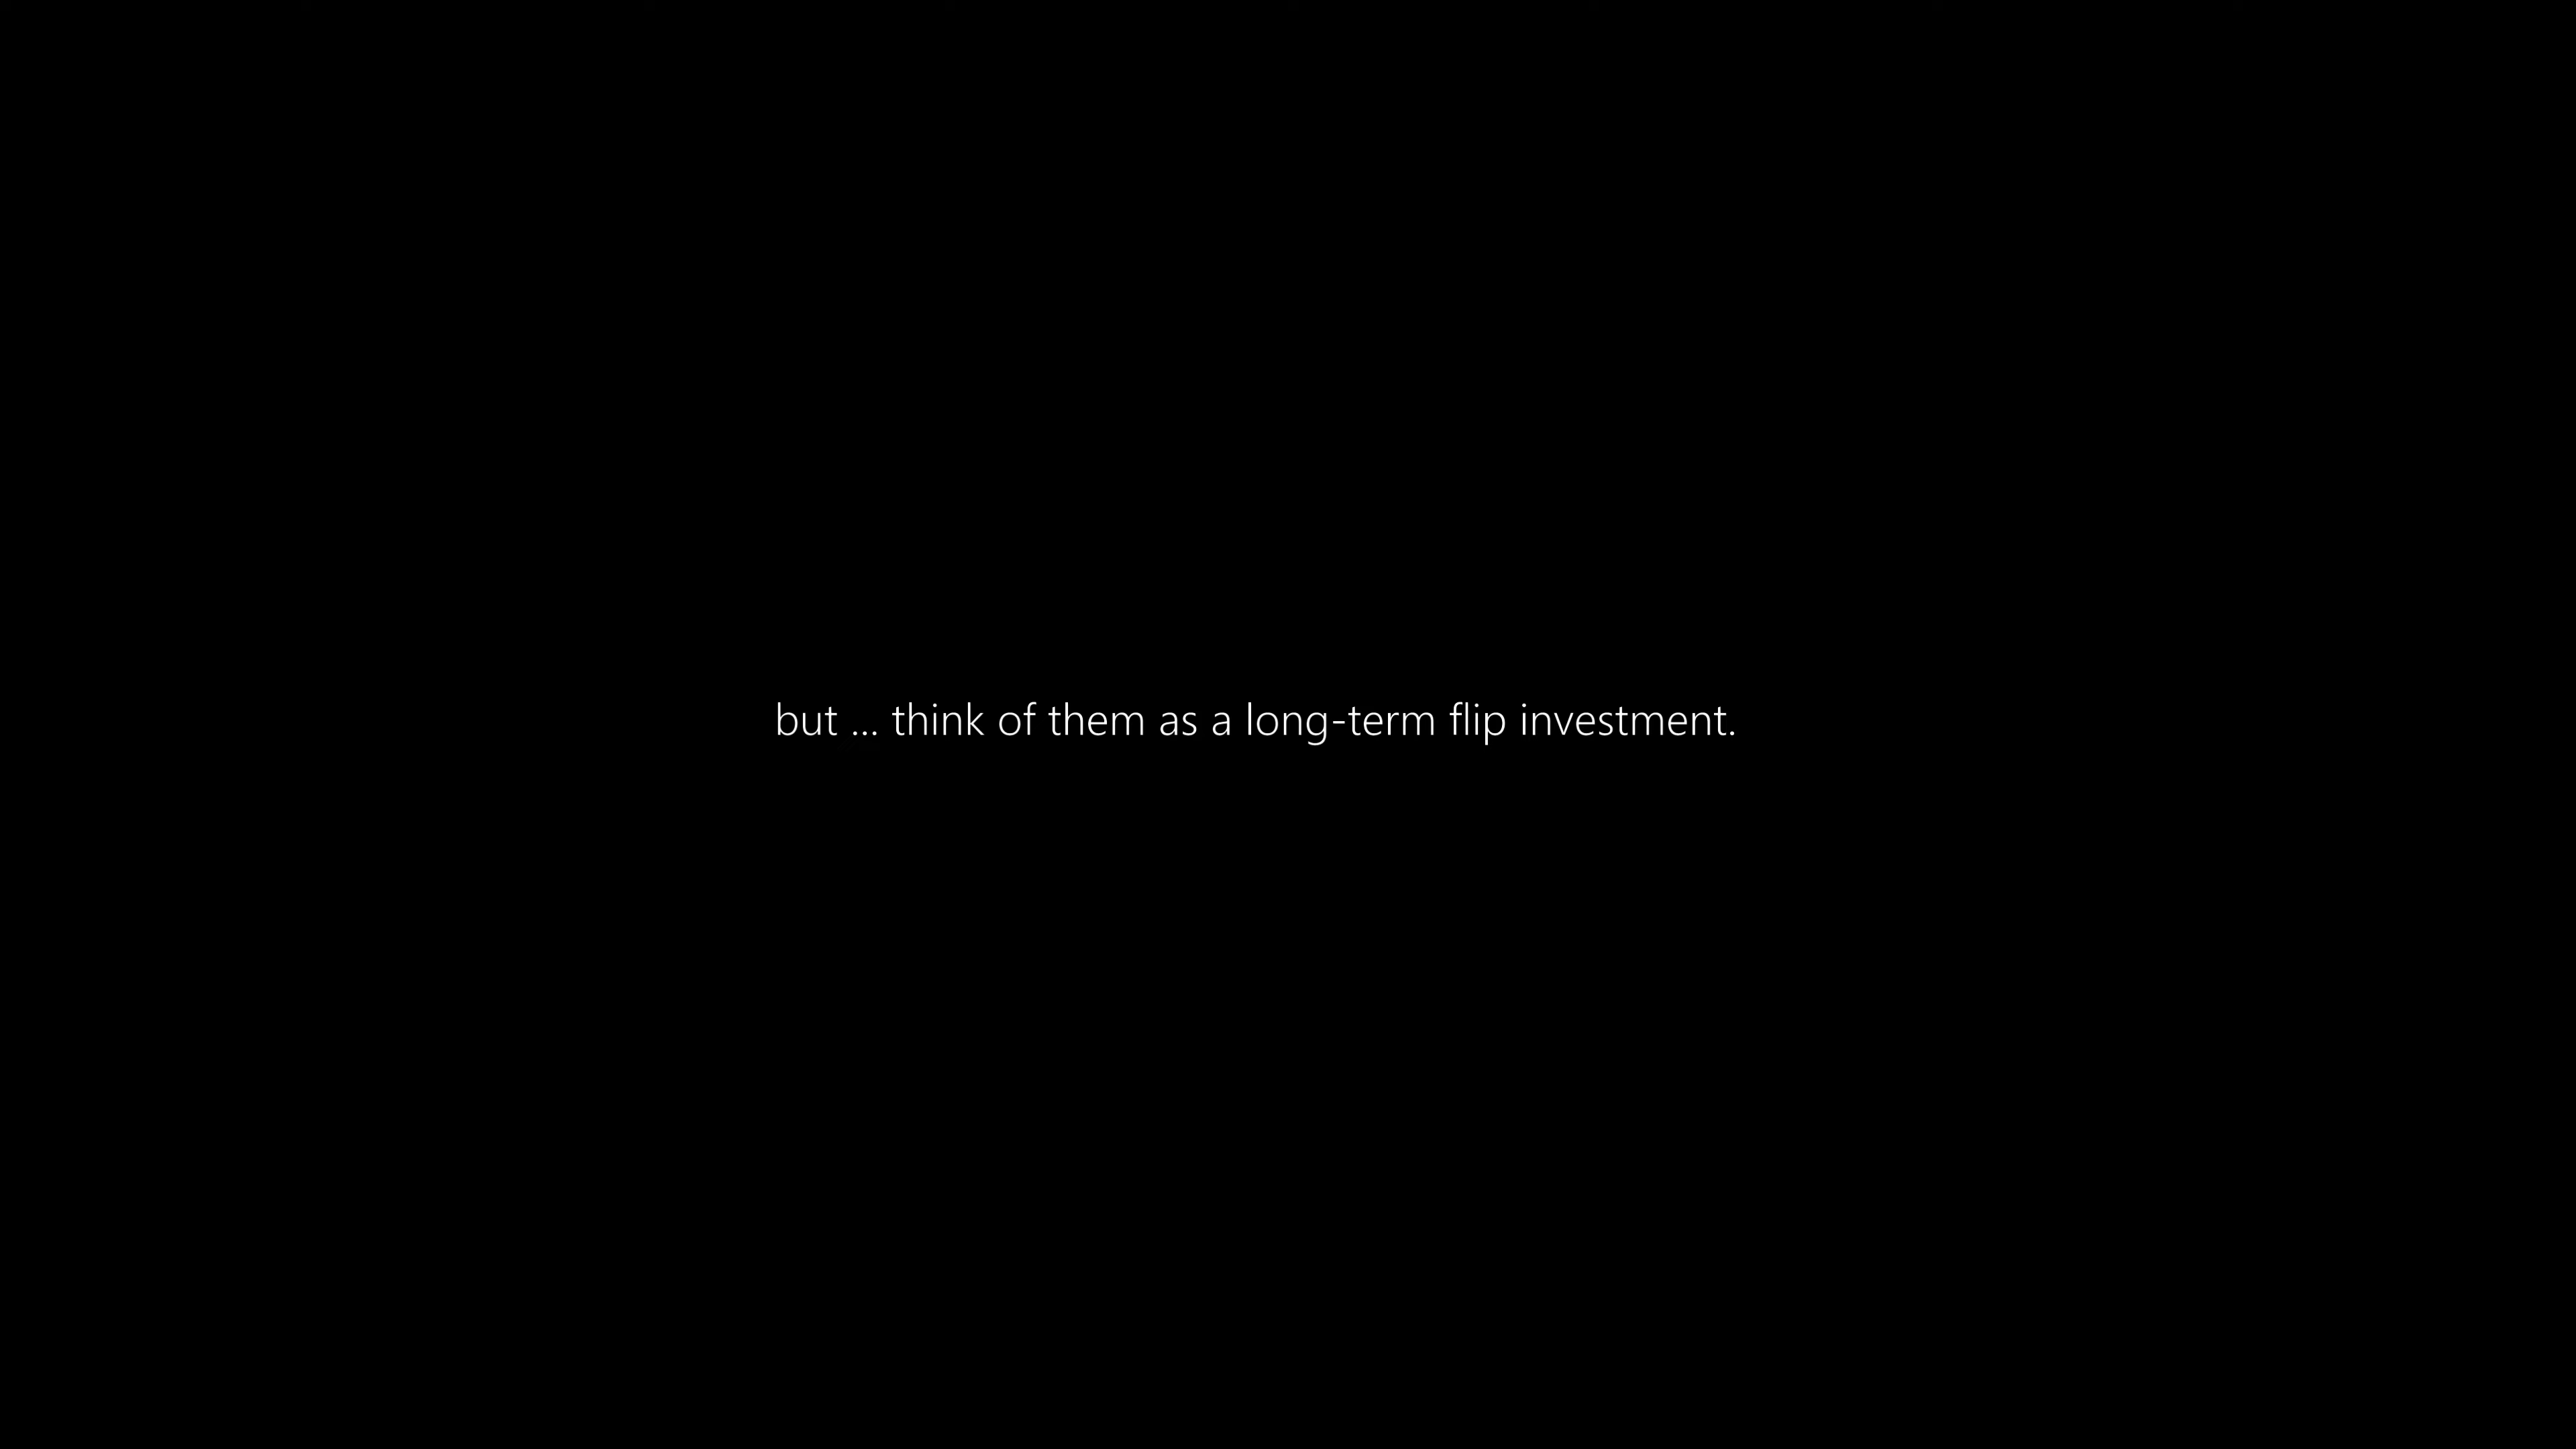 but ... think of them as a long-term flip investment.